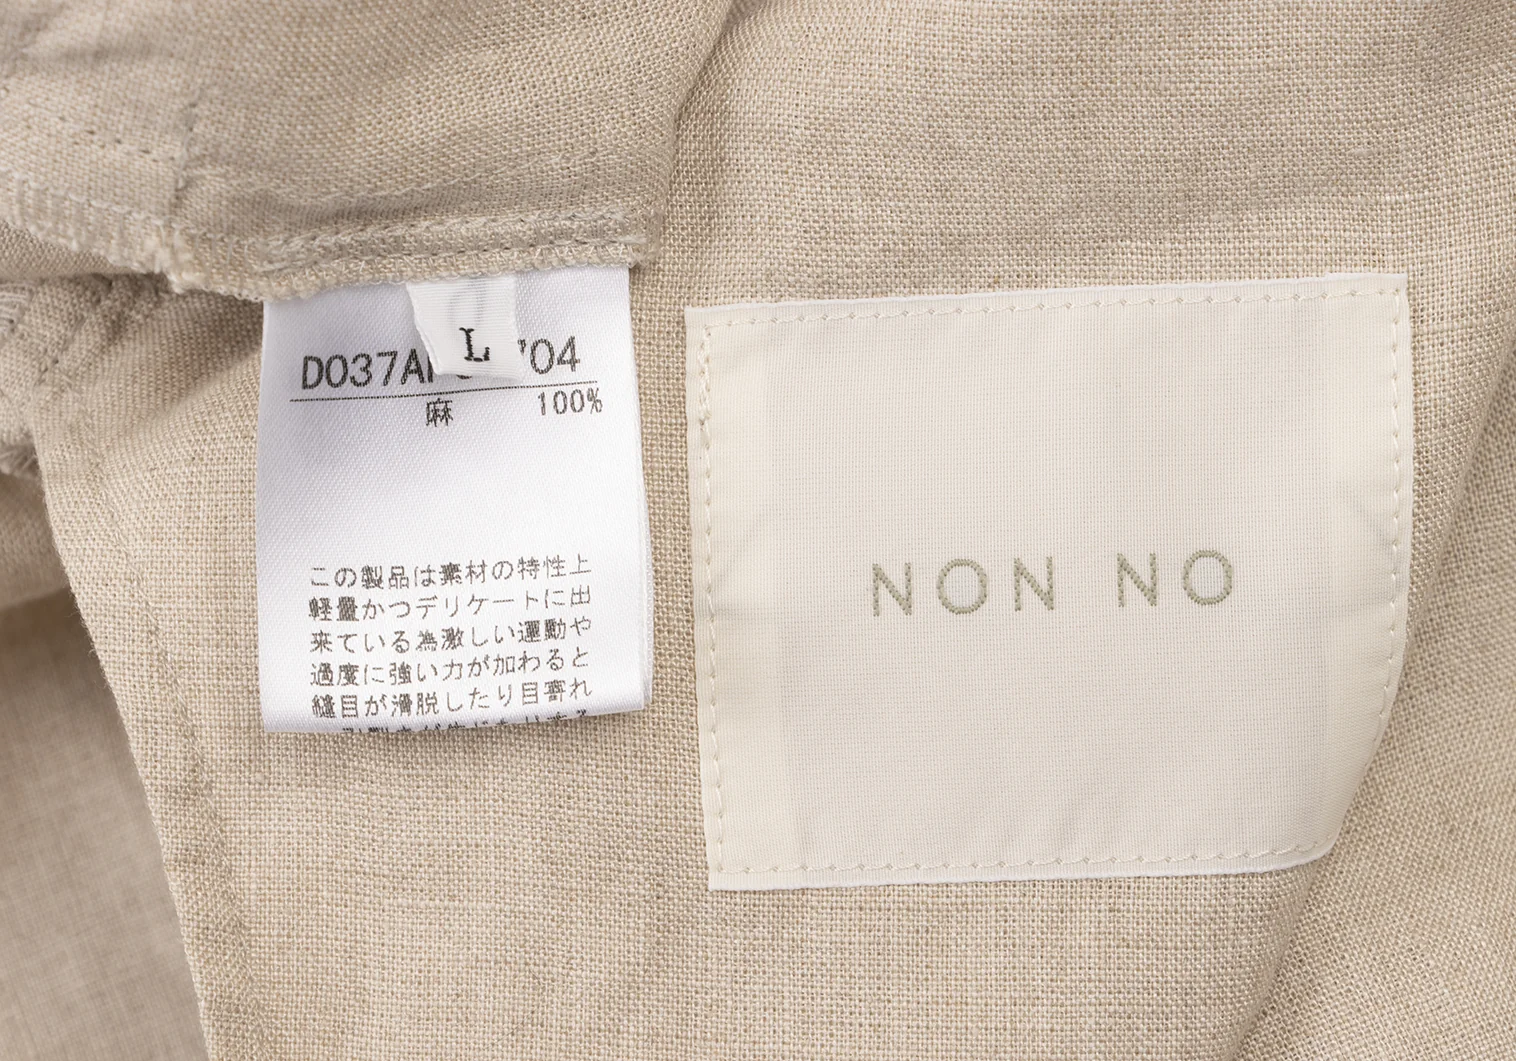 L
麻 100%
この製品は素材の特性上
軽量かつデリケートに出
来ている為激しい運動や
過度に強い力が加わると
縫目が滑脱したり目寄れ
NON NO